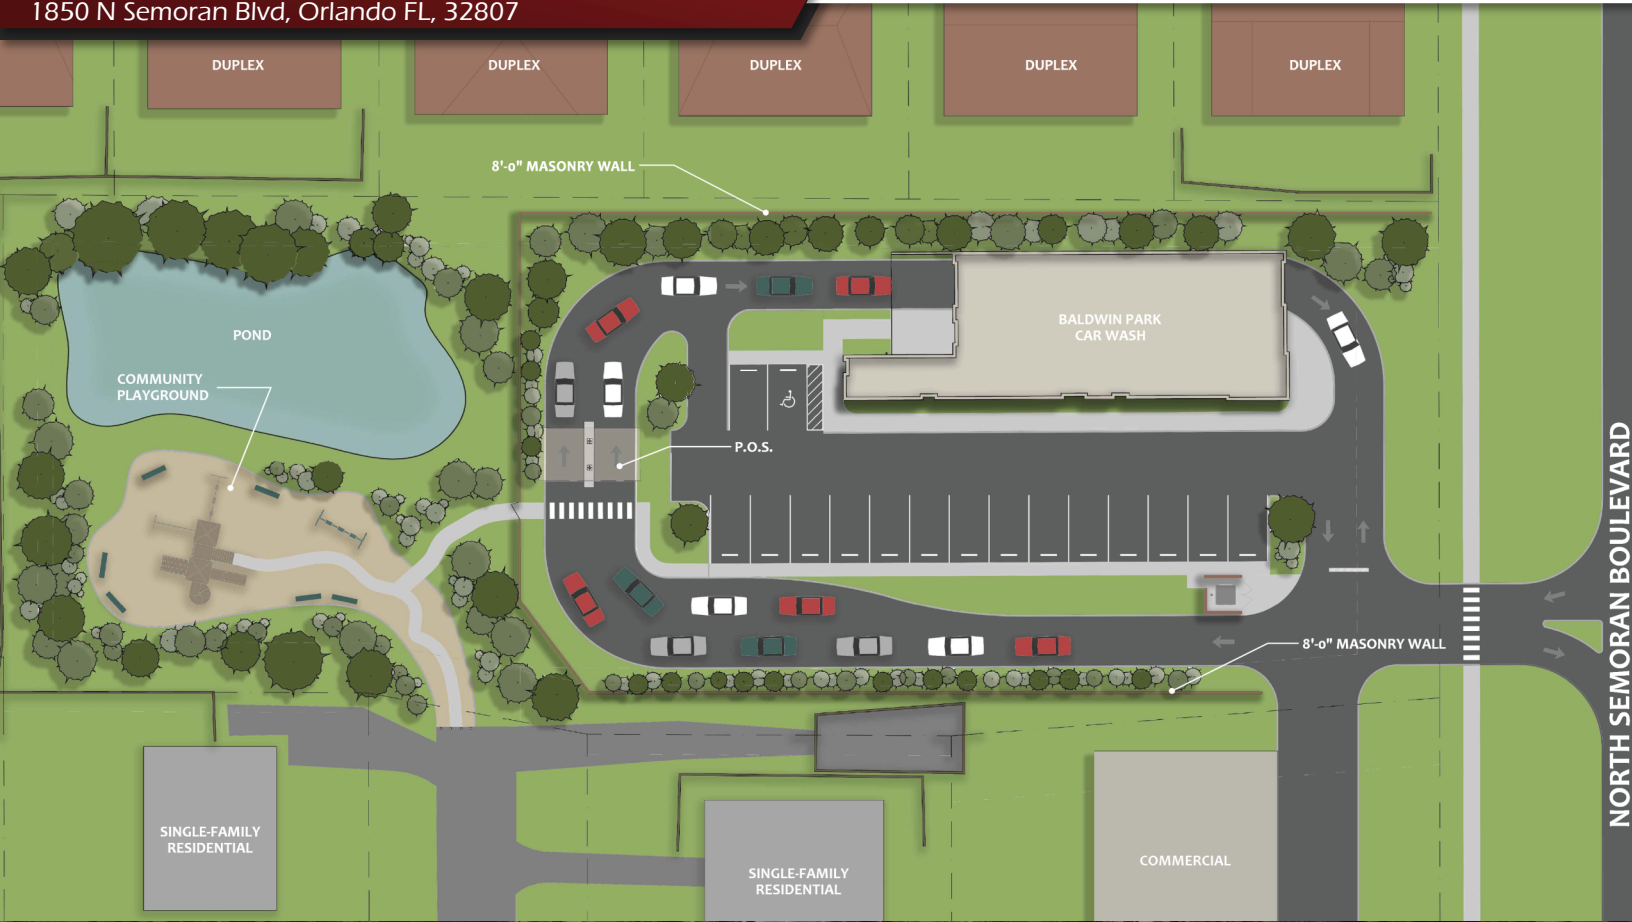 1850 N Semoran Blvd, Orlando FL, 32807
DUPLEX
DUPLEX
DUPLEX
DUPLEX
DUPLEX
8'-0" MASONRY WALL
POND
BALDWIN PARK
CAR WASH
COMMUNITY
PLAYGROUND
P.O.S.
NORTH SEMORAN BOULEVARD
8'-0" MASONRY WALL
SINGLE-FAMILY
RESIDENTIAL
SINGLE-FAMILY
RESIDENTIAL
COMMERCIAL